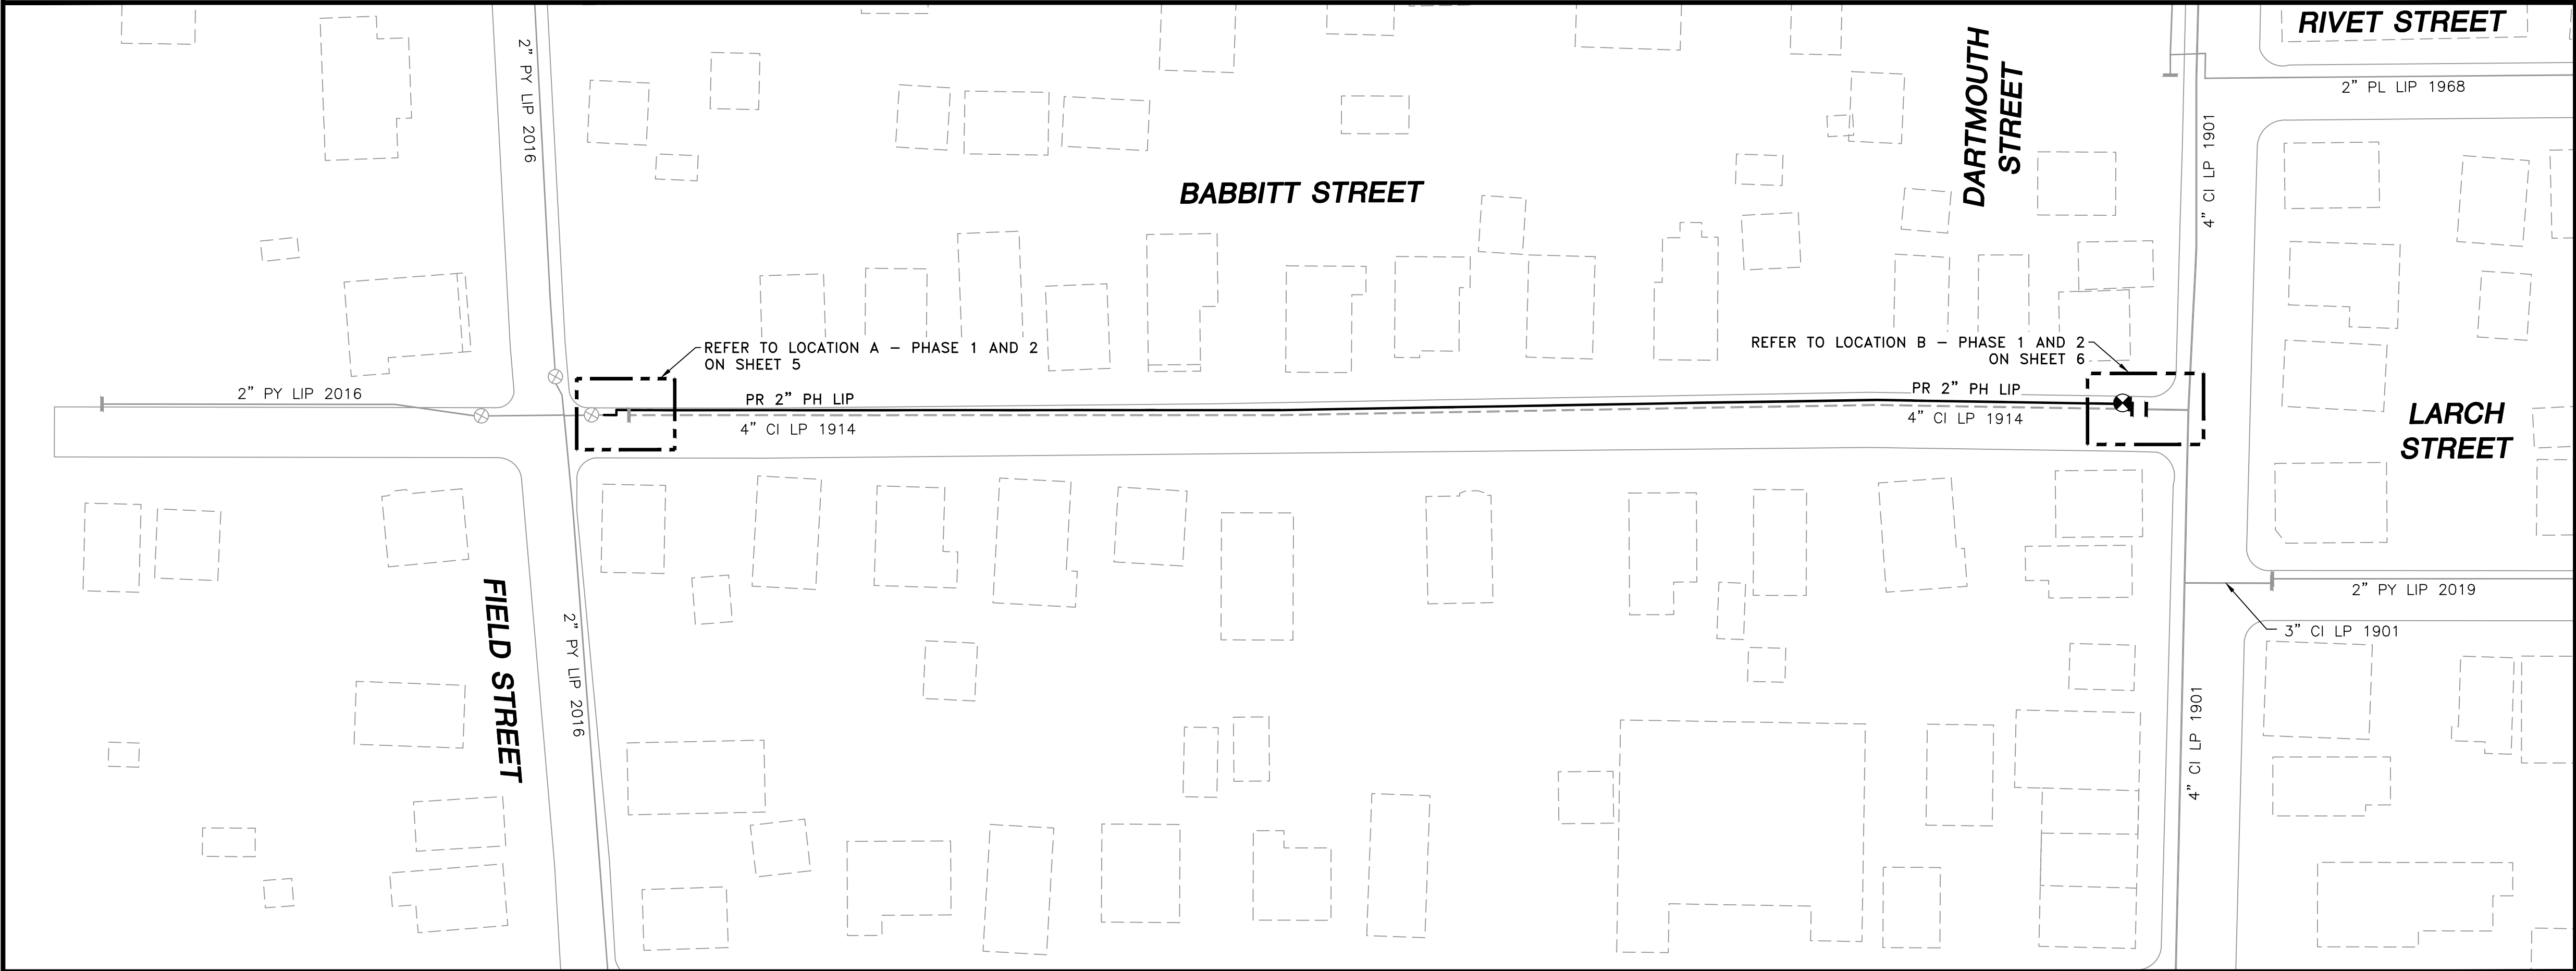 RIVET STREET
2" PL LIP 1968
DARTMOUTH
STREET
2" PY LIP 2016
4" CI LP 1901
BABBITT STREET
REFER TO LOCATION A – PHASE 1 AND 2
ON SHEET 5
REFER TO LOCATION B – PHASE 1 AND 2
ON SHEET 6
2" PY LIP 2016
PR 2" PH LIP
4" CI LP 1914
PR 2" PH LIP
4" CI LP 1914
LARCH
STREET
FIELD STREET
2" PY LIP 2016
2" PY LIP 2019
3" CI LP 1901
4" CI LP 1901